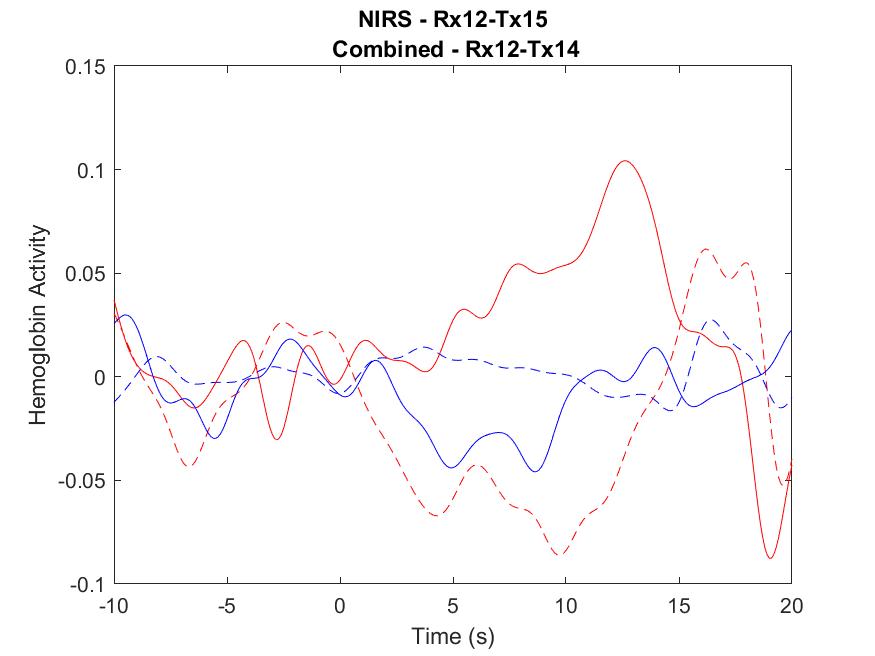 NIRS - Rx12-Tx15
Combined - Rx12-Tx14
0.15
0.1
0.05
0
-0.05
-0.1
Hemoglobin Activity
-10 -5 0 5 10 15 20
Time (s)